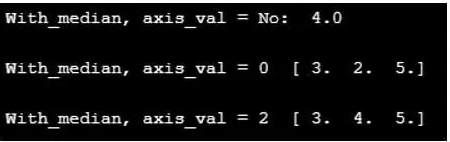 With_median, axis_val = No:  4.0
With_median, axis_val = 0  [ 3.  2.  5.]
With_median, axis_val = 2  [ 3.  4.  5.]